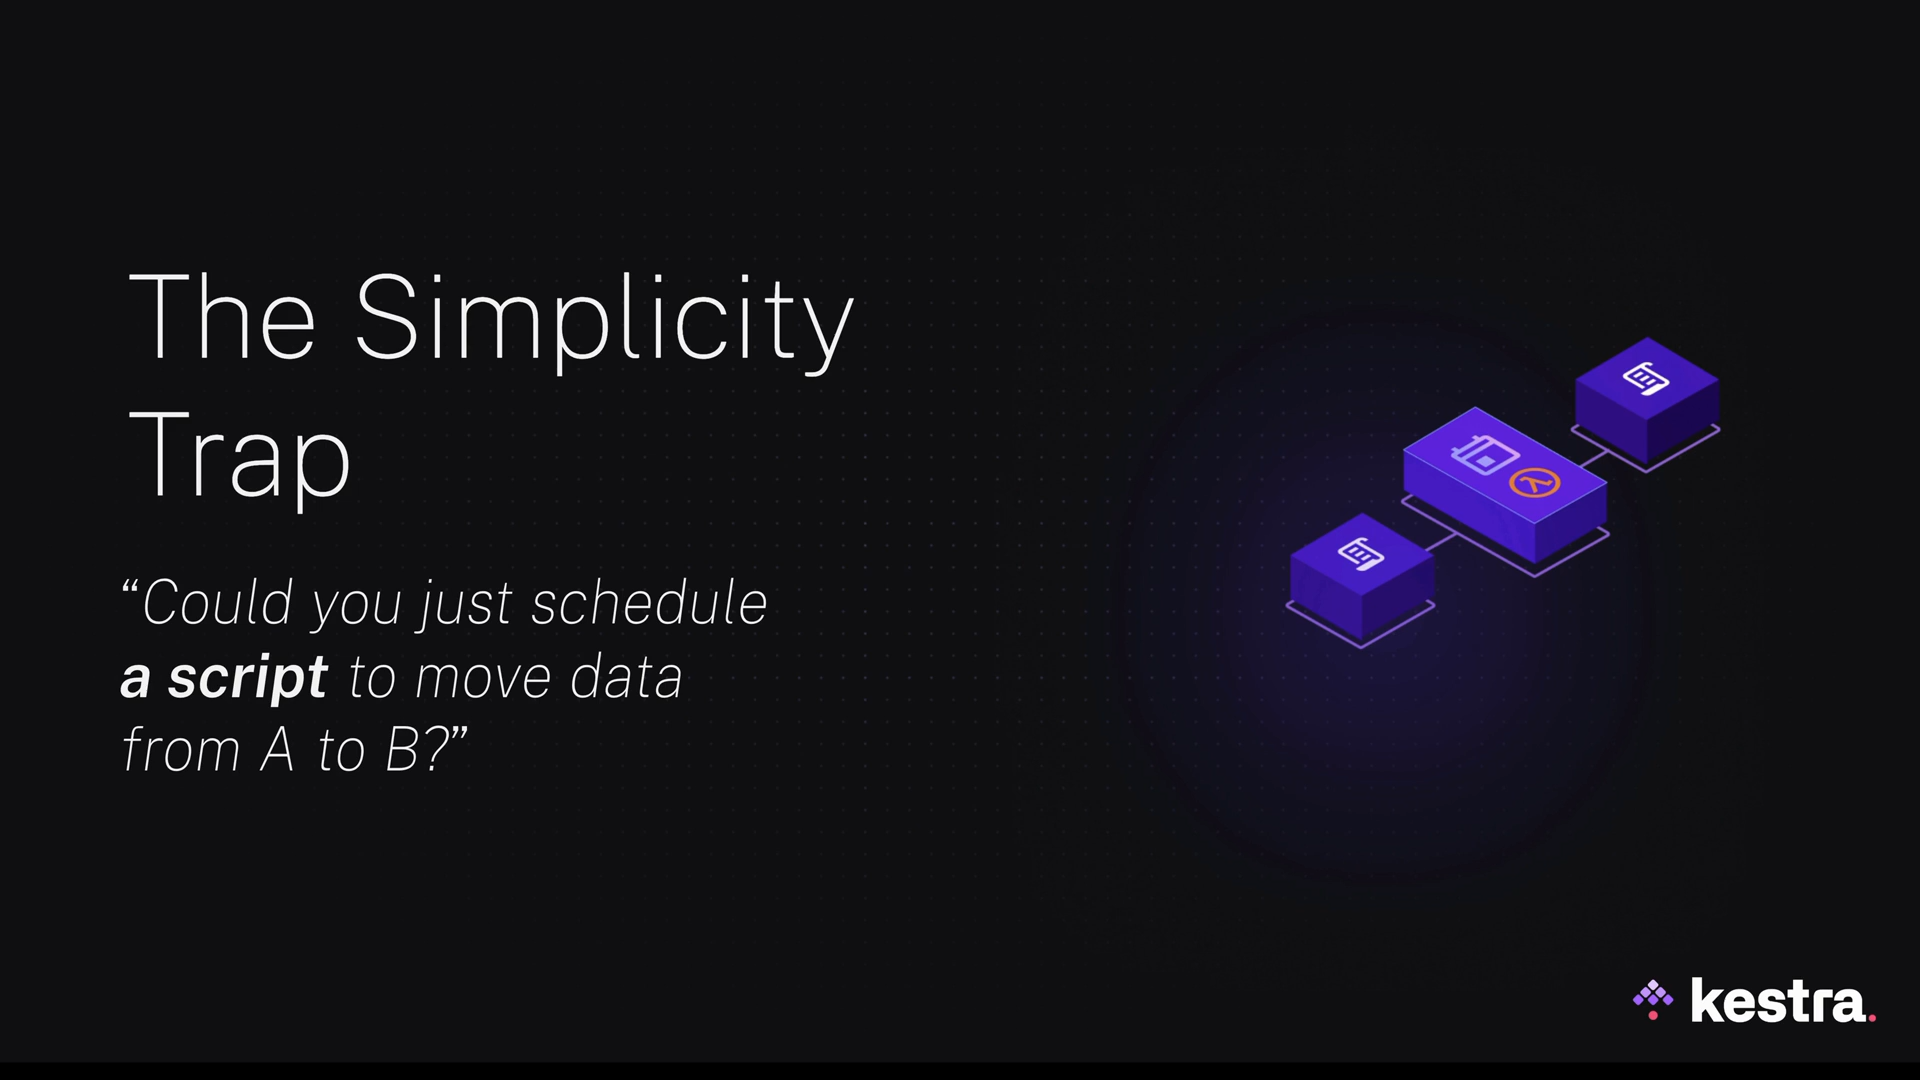 The Simplicity
Trap
“Could you just schedule
a script to move data
from A to B?”
kestra.